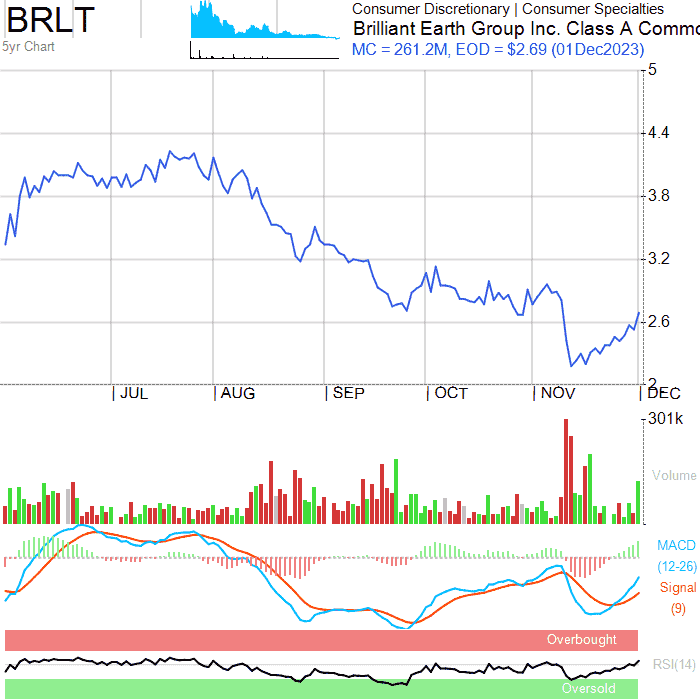 BRLT
5yr Chart
Consumer Discretionary | Consumer Specialties
Brilliant Earth Group Inc. Class A Commo
MC = 261.2M, EOD = $2.69 (01Dec2023)
5
4.4
3.8
3.2
2.6
2
JUL AUG SEP OCT NOV DEC
301k
Volume
MACD
(12-26)
Signal
(9)
Overbought
RSI(14)
Oversold